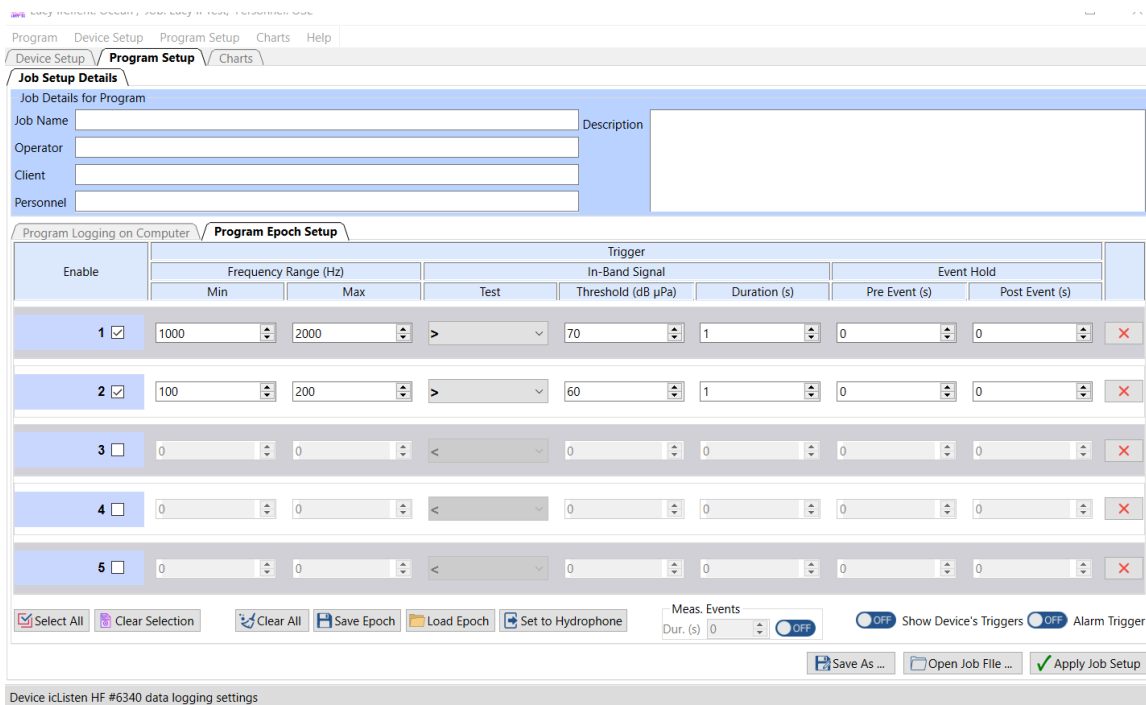 Program Device Setup Program Setup Charts Help
Device Setup Program Setup Charts
Job Setup Details
Job Details for Program
Job Name Description
Operator
Client
Personnel
Program Logging on Computer Program Epoch Setup
Trigger
Enable Frequency Range (Hz) In-Band Signal Event Hold
Min Max Test Threshold (dB µPa) Duration (s) Pre Event (s) Post Event (s)
1 1000 2000 > 70 1 0 0
2 100 200 > 60 1 0 0
3 0 0 < 0 0 0 0
4 0 0 < 0 0 0 0
5 0 0 < 0 0 0 0
Meas. Events
Select All Clear Selection Clear All Save Epoch Load Epoch Set to Hydrophone Dur. (s) 0 OFF OFF Show Device's Triggers OFF Alarm Trigger
Save As ... Open Job FIle ... Apply Job Setup
Device icListen HF #6340 data logging settings